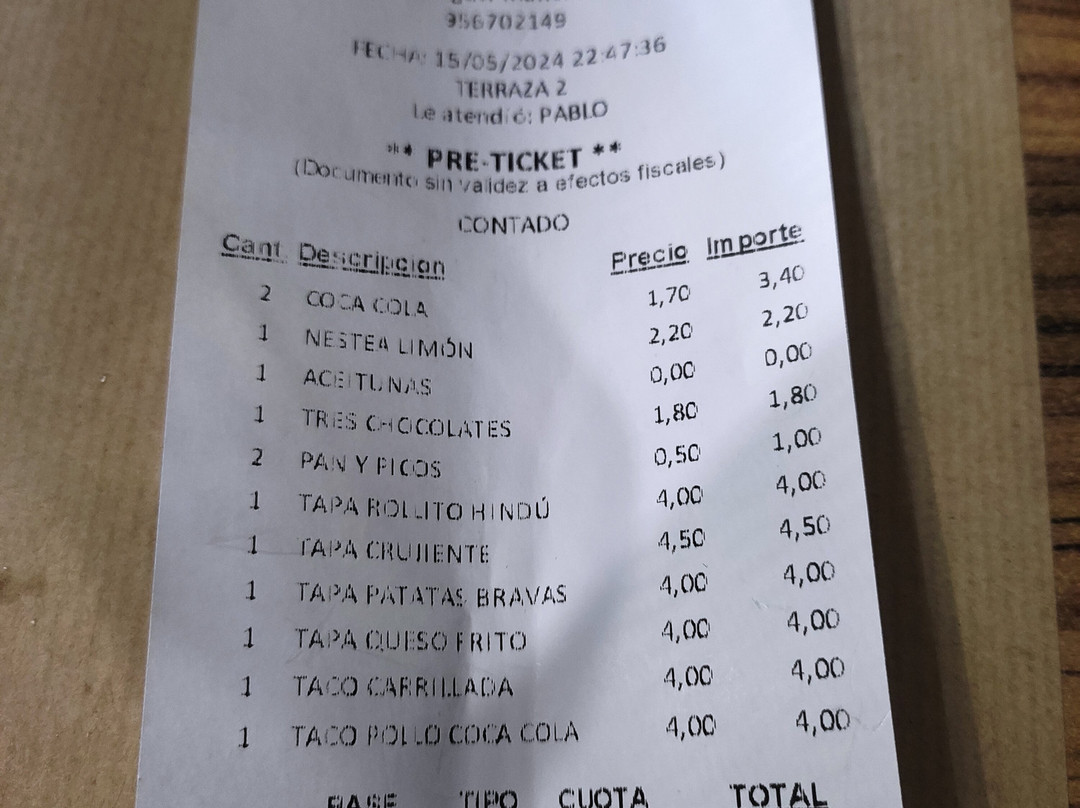 956702149
FECHA: 15/05/2024 22:47:36
TERRAZA 2
Le atendió: PABLO
** PRE-TICKET **
(Documento sin validez a efectos fiscales)
CONTADO
Cant. Descripcion Precio Importe
2 COCA COLA 1,70 3,40
1 NESTEA LIMÓN 2,20 2,20
1 ACEITUNAS 0,00 0,00
1 TRES CHOCOLATES 1,80 1,80
2 PAN Y PICOS 0,50 1,00
1 TAPA ROLLITO HINDÚ 4,00 4,00
1 TAPA CRUJIENTE 4,50 4,50
1 TAPA PATATAS BRAVAS 4,00 4,00
1 TAPA QUESO FRITO 4,00 4,00
1 TACO CARRILLADA 4,00 4,00
1 TACO POLLO COCA COLA 4,00 4,00
BASE TIPO CUOTA TOTAL